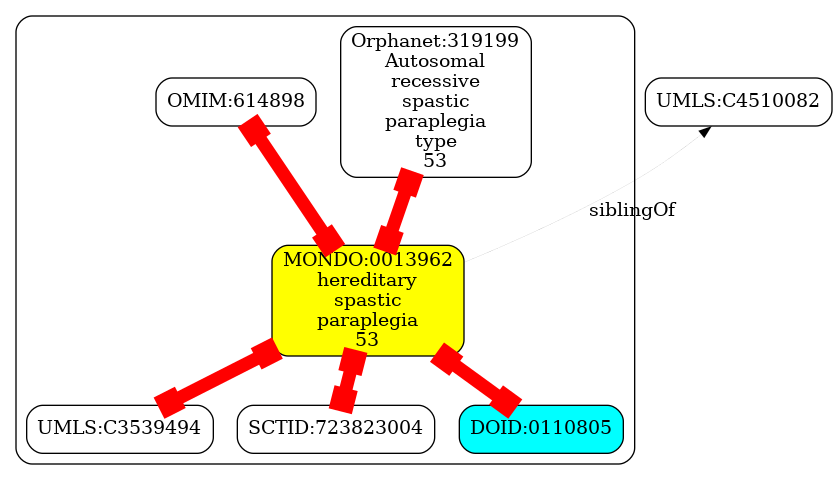 Orphanet:319199
Autosomal
recessive
spastic
paraplegia
type
53
OMIM:614898
UMLS:C4510082
siblingOf
MONDO:0013962
hereditary
spastic
paraplegia
53
UMLS:C3539494
SCTID:723823004
DOID:0110805